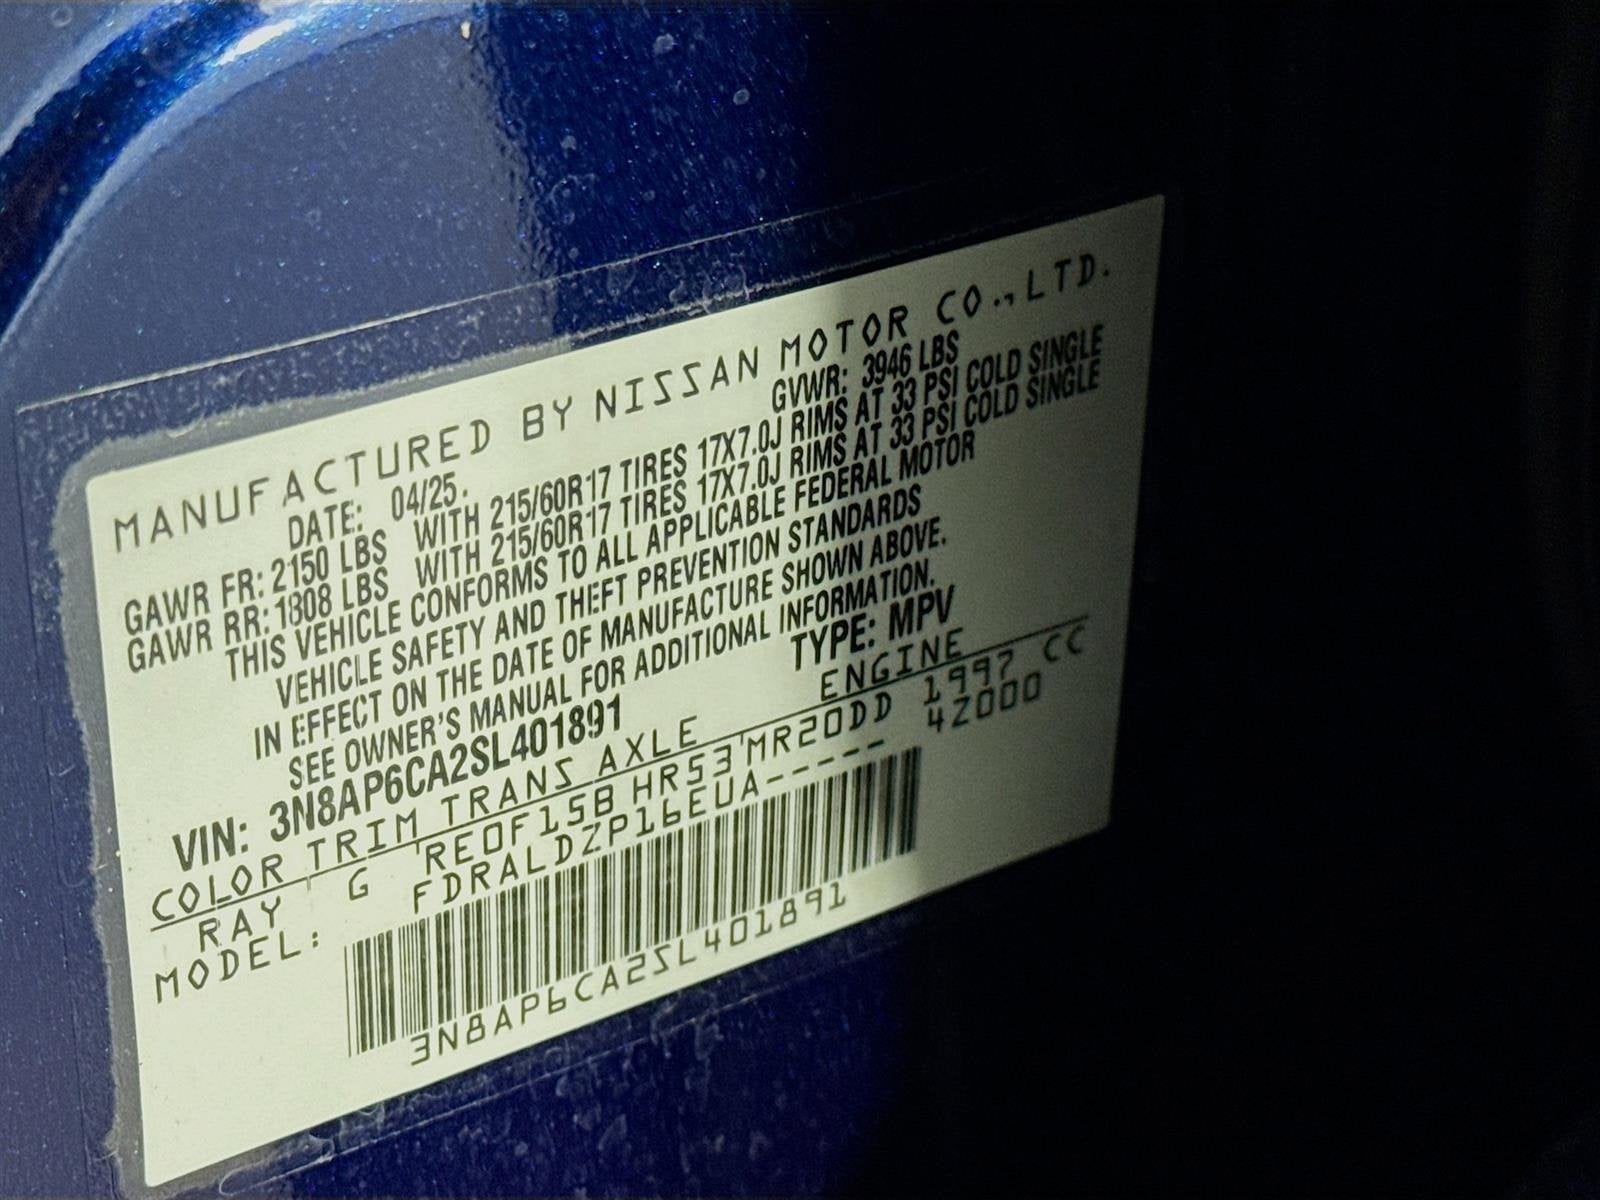 MANUFACTURED BY NISSAN MOTOR CO.,LTD.
DATE: 04/25. GVWR: 3946 LBS
GAWR FR: 2150 LBS WITH 215/60R17 TIRES 17X7.0J RIMS AT 33 PSI COLD SINGLE
GAWR RR: 1808 LBS WITH 215/60R17 TIRES 17X7.0J RIMS AT 33 PSI COLD SINGLE
THIS VEHICLE CONFORMS TO ALL APPLICABLE FEDERAL MOTOR
VEHICLE SAFETY AND THEFT PREVENTION STANDARDS
IN EFFECT ON THE DATE OF MANUFACTURE SHOWN ABOVE.
SEE OWNER'S MANUAL FOR ADDITIONAL INFORMATION.
VIN: 3N8AP6CA2SL401891 TYPE: MPV
COLOR TRIM TRANS AXLE ENGINE
RAY G RE0F15B HR53 MR20DD 1997 CC
MODEL: FDRALDZP16EUA----- 42000
3N8AP6CA2SL401891